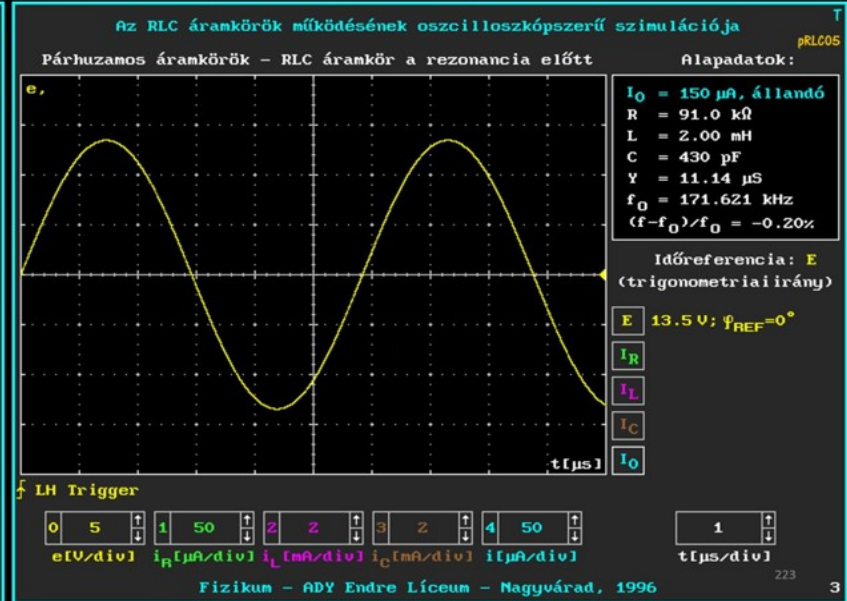 T
Az RLC áramkörök működésének oszcilloszkópszerű szimulációja
pRLC05
Párhuzamos áramkörök – RLC áramkör a rezonancia előtt
Alapadatok:
e,
I₀ = 150 µA, állandó
R = 91.0 kΩ
L = 2.00 mH
C = 430 pF
Y = 11.14 µS
f₀ = 171.621 kHz
(f-f₀)/f₀ = -0.20%
Időreferencia: E
(trigonometriai irány)
E 13.5 V; φREF=0°
IR
IL
IC
I₀
t[µs]
LH Trigger
0 5 1 50 2 2 3 2 4 50 1
e[V/div] iR[µA/div] iL[mA/div] iC[mA/div] i[µA/div] t[µs/div]
223
Fizikum – ADY Endre Líceum – Nagyvárad, 1996
3